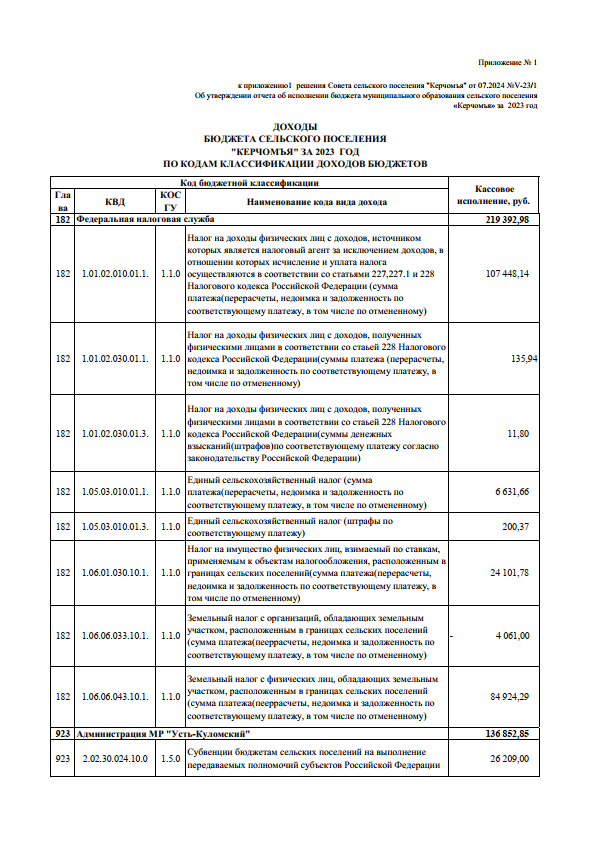 Приложение № 1
к приложению1 решения Совета сельского поселения "Керчомъя" от 07.2024 №V-23/1
Об утверждении отчета об исполнении бюджета муниципального образования сельского поселения
«Керчомъя» за 2023 год
ДОХОДЫ
БЮДЖЕТА СЕЛЬСКОГО ПОСЕЛЕНИЯ
"КЕРЧОМЪЯ" ЗА 2023 ГОД
ПО КОДАМ КЛАССИФИКАЦИИ ДОХОДОВ БЮДЖЕТОВ
Код бюджетной классификации
Кассовое
исполнение, руб.
Гла
ва
КВД
КОС
ГУ
Наименование кода вида дохода
182 Федеральная налоговая служба 219 392,98
Налог на доходы физических лиц с доходов, источником
которых является налоговый агент за исключением доходов, в
отношении которых исчисление и уплата налога
182 1.01.02.010.01.1. 1.1.0 осуществляются в соответствии со статьями 227,227.1 и 228 107 448,14
Налогового кодекса Российской Федерации (сумма
платежа(перерасчеты, недоимка и задолженность по
соответствующему платежу, в том числе по отмененному)
Налог на доходы физических лиц с доходов, полученных
физическими лицами в соответствии со стаьей 228 Налогового
182 1.01.02.030.01.1. 1.1.0 кодекса Российской Федерации(суммы платежа (перерасчеты, 135,94
недоимка и задолженность по соответствующему платежу, в
том числе по отмененному)
Налог на доходы физических лиц с доходов, полученных
физическими лицами в соответствии со стаьей 228 Налогового
182 1.01.02.030.01.3. 1.1.0 кодекса Российской Федерации(суммы денежных 11,80
взысканий(штрафов)по соответствующему платежу согласно
законодательству Российской Федерации)
Единый сельскохозяйственный налог (сумма
182 1.05.03.010.01.1. 1.1.0 платежа(перерасчеты, недоимка и задолженность по 6 631,66
соответствующему платежу, в том числе по отмененному)
182 1.05.03.010.01.3. 1.1.0 Единый сельскохозяйственный налог (штрафы по 200,37
соответствующему платежу)
Налог на имущество физических лиц, взимаемый по ставкам,
применяемым к объектам налогообложения, расположенным в
182 1.06.01.030.10.1. 1.1.0 границах сельских поселений(сумма платежа(перерасчеты, 24 101,78
недоимка и задолженность по соответствующему платежу, в
том числе по отмененному)
Земельный налог с организаций, обладающих земельным
участком, расположенным в границах сельских поселений
182 1.06.06.033.10.1. 1.1.0 (сумма платежа(пееррасчеты, недоимка и задолженность по - 4 061,00
соответствующему платежу, в том числе по отмененному)
Земельный налог с физических лиц, обладающих земельным
участком, расположенным в границах сельских поселений
182 1.06.06.043.10.1. 1.1.0 (сумма платежа(пееррасчеты, недоимка и задолженность по 84 924,29
соответствующему платежу, в том числе по отмененному)
923 Администрация МР "Усть-Куломский" 136 852,85
923 2.02.30.024.10.0 1.5.0 Субвенции бюджетам сельских поселений на выполнение 26 209,00
передаваемых полномочий субъектов Российской Федерации